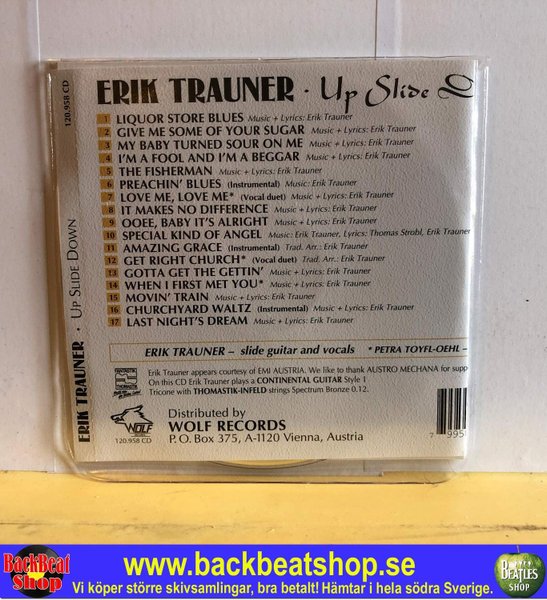 120.958 CD
ERIK TRAUNER · UP SLIDE DOWN
ERIK TRAUNER · Up Slide D
1 LIQUOR STORE BLUES Music + Lyrics: Erik Trauner
2 GIVE ME SOME OF YOUR SUGAR Music + Lyrics: Erik Trauner
3 MY BABY TURNED SOUR ON ME Music + Lyrics: Erik Trauner
4 I'M A FOOL AND I'M A BEGGAR Music + Lyrics: Erik Trauner
5 THE FISHERMAN Music + Lyrics: Erik Trauner
6 PREACHIN' BLUES (Instrumental) Music: Erik Trauner
7 LOVE ME, LOVE ME* (Vocal duet) Music + Lyrics: Erik Trauner
8 IT MAKES NO DIFFERENCE Music + Lyrics: Erik Trauner
9 OOEE, BABY IT'S ALRIGHT Music + Lyrics: Erik Trauner
10 SPECIAL KIND OF ANGEL Music: Erik Trauner, Lyrics: Thomas Strobl, Erik Trauner
11 AMAZING GRACE (Instrumental) Trad. Arr.: Erik Trauner
12 GET RIGHT CHURCH* (Vocal duet) Trad. Arr.: Erik Trauner
13 GOTTA GET THE GETTIN' Music + Lyrics: Erik Trauner
14 WHEN I FIRST MET YOU* Music + Lyrics: Erik Trauner
15 MOVIN' TRAIN Music + Lyrics: Erik Trauner
16 CHURCHYARD WALTZ (Instrumental) Music + Lyrics: Erik Trauner
17 LAST NIGHT'S DREAM Music + Lyrics: Erik Trauner
ERIK TRAUNER – slide guitar and vocals * PETRA TOYFL-OEHL –
Erik Trauner appears courtesy of EMI AUSTRIA. We like to thank AUSTRO MECHANA for supp
On this CD Erik Trauner plays a CONTINENTAL GUITAR Style 1
Tricone with THOMASTIK-INFELD strings Spectrum Bronze 0.12.
Distributed by
WOLF RECORDS
P. O. Box 375, A-1120 Vienna, Austria
WOLF
120.958 CD
7 995
BackBeat
Shop
www.backbeatshop.se
Vi köper större skivsamlingar, bra betalt! Hämtar i hela södra Sverige.
BEATLES
SHOP